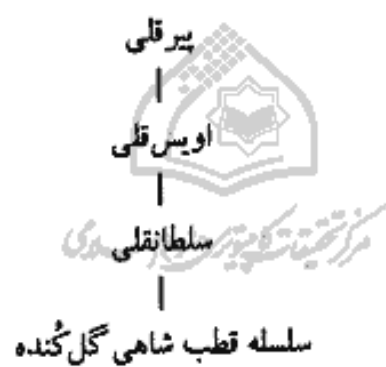 پیرقلی
اویس‌قلی
سلطانقلی
سلسله قطب شاهی گل‌کُنده